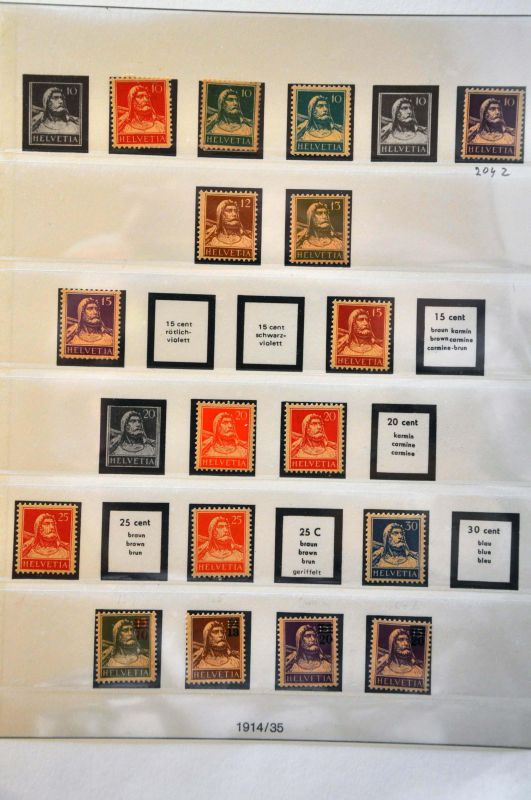 10 10 10 10 10 10
HELVETIA HELVETIA HELVETIA HELVETIA HELVETIA HELVETIA
204 z
12 13
HELVETIA HELVETIA
15 15
HELVETIA HELVETIA
15 cent
rötlich-
violett
15 cent
schwarz-
violett
15 cent
braun karmin
brown carmine
carmine-brun
20 20 20
HELVETIA HELVETIA HELVETIA
20 cent
karmin
carmine
carmine
25 25 30
HELVETIA HELVETIA HELVETIA
25 cent
braun
brown
brun
25 C
braun
brown
brun
geriffelt
30 cent
blau
blue
bleu
10 13 20
HELVETIA HELVETIA HELVETIA HELVETIA
1914/35